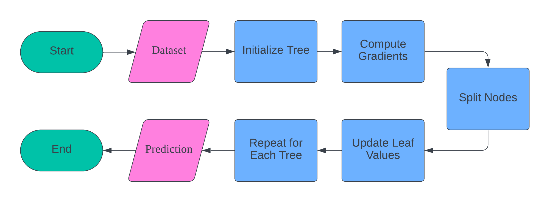 Start
Dataset
Initialize Tree
Compute
Gradients
Split Nodes
Update Leaf
Values
Repeat for
Each Tree
Prediction
End